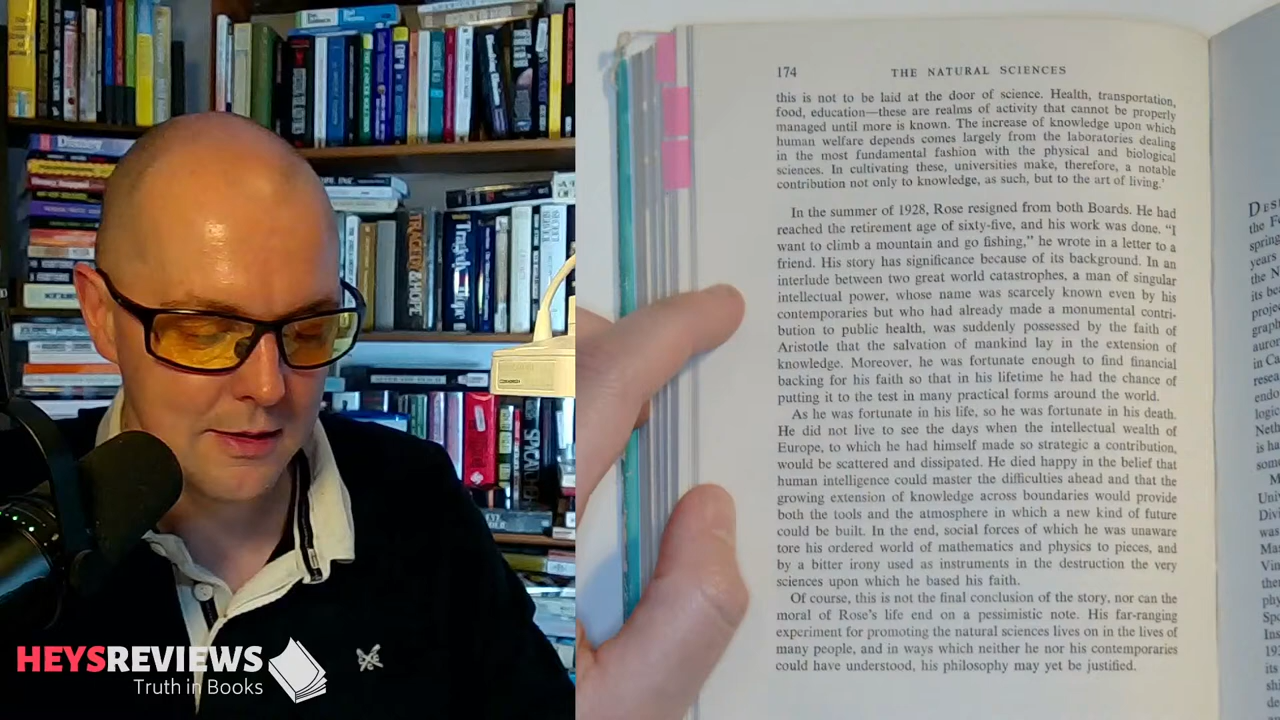 174 THE NATURAL SCIENCES
this is not to be laid at the door of science. Health, transportation,
food, education—these are realms of activity that cannot be properly
managed until more is known. The increase of knowledge upon which
human welfare depends comes largely from the laboratories dealing
in the most fundamental fashion with the physical and biological
sciences. In cultivating these, universities make, therefore, a notable
contribution not only to knowledge, as such, but to the art of living.'
In the summer of 1928, Rose resigned from both Boards. He had
reached the retirement age of sixty-five, and his work was done. “I
want to climb a mountain and go fishing,” he wrote in a letter to a
friend. His story has significance because of its background. In an
interlude between two great world catastrophes, a man of singular
intellectual power, whose name was scarcely known even by his
contemporaries but who had already made a monumental contri-
bution to public health, was suddenly possessed by the faith of
Aristotle that the salvation of mankind lay in the extension of
knowledge. Moreover, he was fortunate enough to find financial
backing for his faith so that in his lifetime he had the chance of
putting it to the test in many practical forms around the world.
As he was fortunate in his life, so he was fortunate in his death.
He did not live to see the days when the intellectual wealth of
Europe, to which he had himself made so strategic a contribution,
would be scattered and dissipated. He died happy in the belief that
human intelligence could master the difficulties ahead and that the
growing extension of knowledge across boundaries would provide
both the tools and the atmosphere in which a new kind of future
could be built. In the end, social forces of which he was unaware
tore his ordered world of mathematics and physics to pieces, and
by a bitter irony used as instruments in the destruction the very
sciences upon which he based his faith.
Of course, this is not the final conclusion of the story, nor can the
moral of Rose's life end on a pessimistic note. His far-ranging
experiment for promoting the natural sciences lives on in the lives of
many people, and in ways which neither he nor his contemporaries
could have understood, his philosophy may yet be justified.
TRAGEDY & HOPE
HEYSREVIEWS
Truth in Books